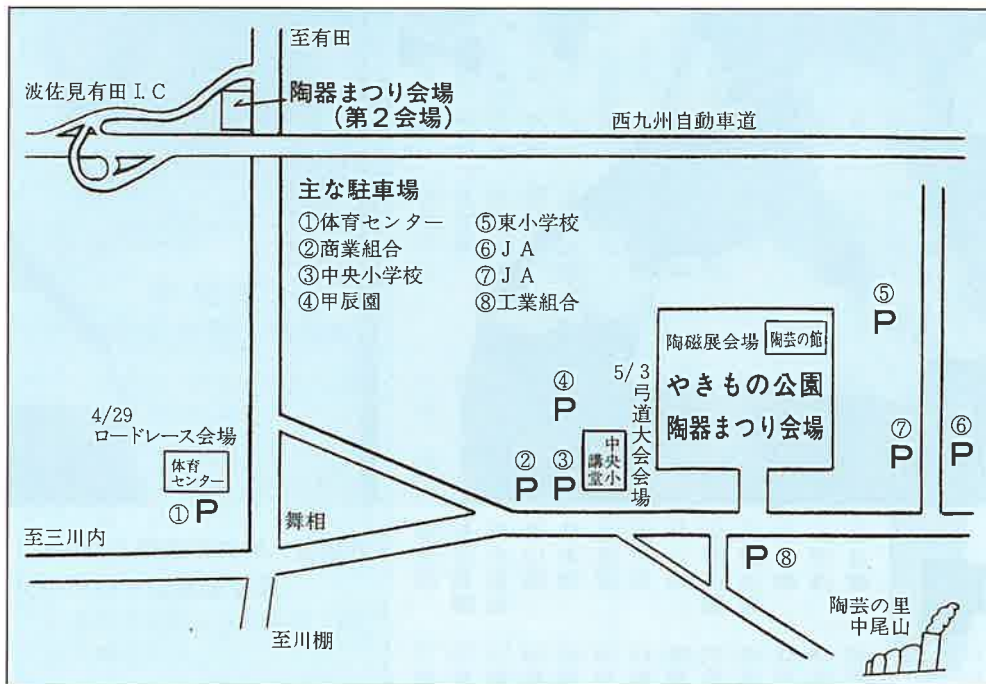 至有田
波佐見有田I.C
陶器まつり会場
(第2会場)
西九州自動車道
主な駐車場
①体育センター ⑤東小学校
②商業組合 ⑥JA
③中央小学校 ⑦JA
④甲辰園 ⑧工業組合
⑤
P
陶磁展会場 陶芸の館
やきもの公園
陶器まつり会場
5/3弓道大会会場
④
P
4/29
ロードレース会場
体育
センター
①P
②
P
③
P
中央小
講堂
⑦
P
⑥
P
舞相
至三川内
P⑧
陶芸の里
中尾山
至川棚